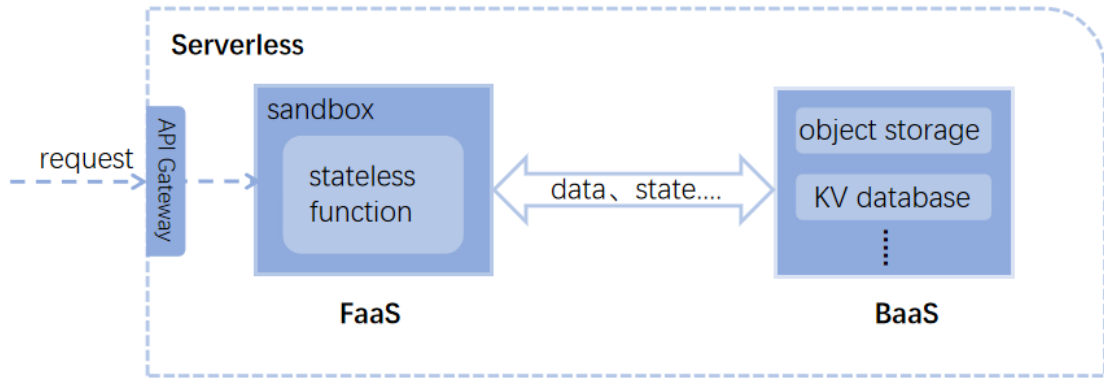 Serverless
request
API Gateway
sandbox
stateless
function
data、state....
object storage
KV database
FaaS
BaaS